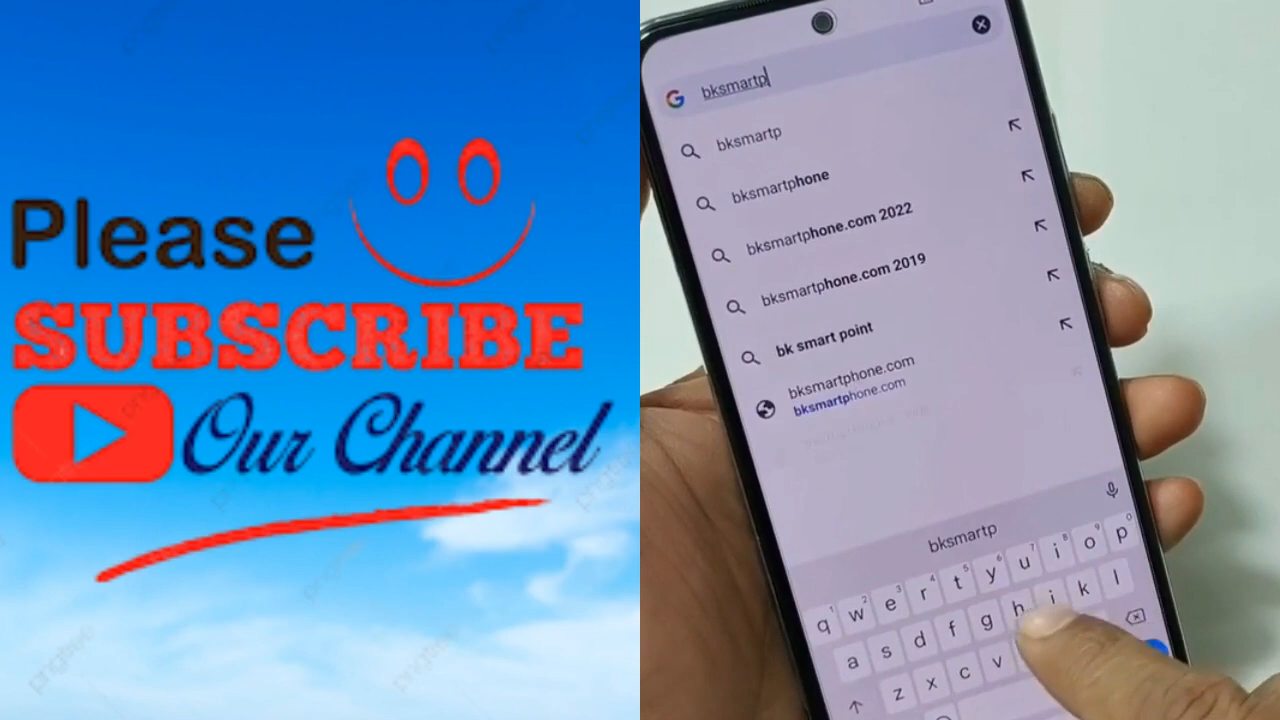 Please
SUBSCRIBE
Our Channel
bksmartp
bksmartp
bksmartphone
bksmartphone.com 2022
bksmartphone.com 2019
bk smart point
bksmartphone.com
bksmartphone.com
bksmartp
q w e r t y u i o p
a s d f g h j k l
z x c v